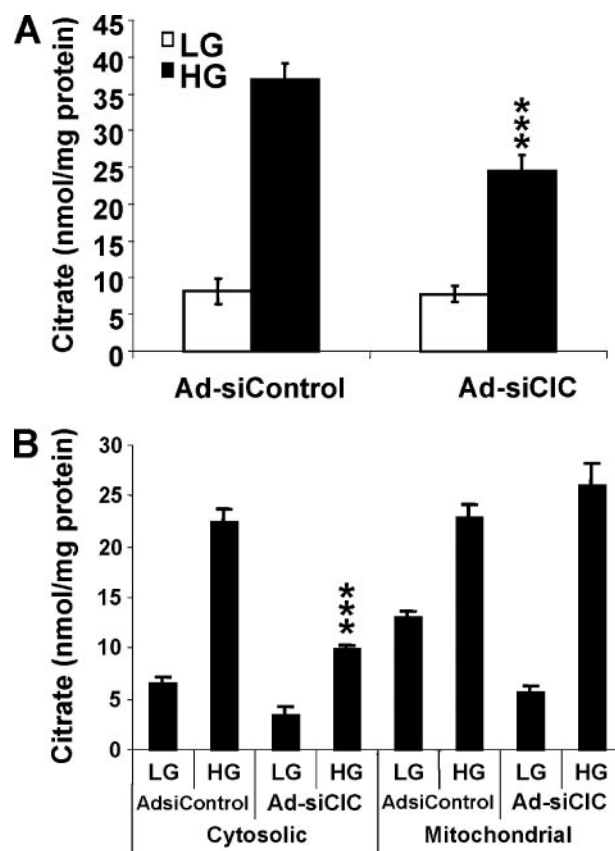 A
LG
HG
Citrate (nmol/mg protein)
45
40
35
30
25
20
15
10
5
0
***
Ad-siControl Ad-siCIC
B
Citrate (nmol/mg protein)
30
25
20
15
10
5
0
***
LG HG LG HG LG HG LG HG
AdsiControl Ad-siCIC AdsiControl Ad-siCIC
Cytosolic Mitochondrial